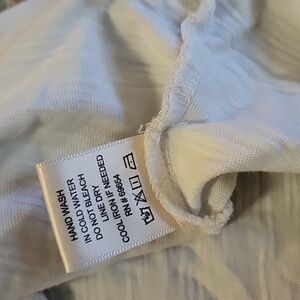 HAND WASH
IN COLD WATER
DO NOT BLEACH
LINE DRY
COOL IRON IF NEEDED
RN# 69654